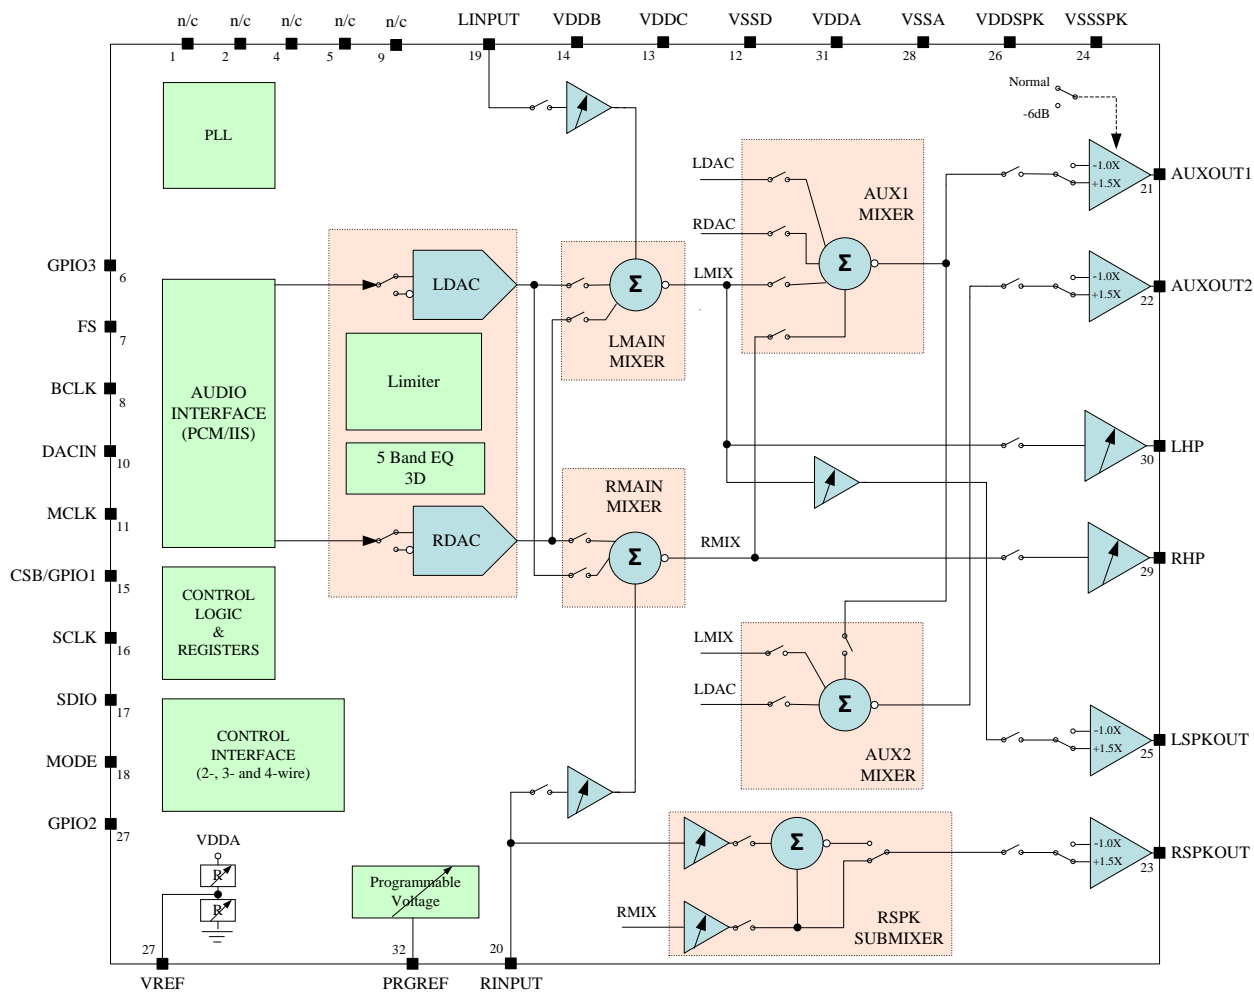 n/c n/c n/c n/c n/c LINPUT VDDB VDDC VSSD VDDA VSSA VDDSPK VSSSPK
1 2 4 5 9 19 14 13 12 31 28 26 24
Normal
-6dB
PLL
-1.0X
+1.5X
21
AUXOUT1
LDAC
RDAC
LMIX
AUX1
MIXER
Σ
GPIO3
6
FS
7
BCLK
8
DACIN
10
MCLK
11
CSB/GPIO1
15
SCLK
16
SDIO
17
MODE
18
GPIO2
27
AUDIO
INTERFACE
(PCM/IIS)
LDAC
Limiter
5 Band EQ
3D
RDAC
Σ
LMAIN
MIXER
RMAIN
MIXER
Σ
RMIX
-1.0X
+1.5X
22
AUXOUT2
30
LHP
29
RHP
CONTROL
LOGIC
&
REGISTERS
CONTROL
INTERFACE
(2-, 3- and 4-wire)
LMIX
LDAC
Σ
AUX2
MIXER
-1.0X
+1.5X
25
LSPKOUT
Σ
RMIX
RSPK
SUBMIXER
-1.0X
+1.5X
23
RSPKOUT
VDDA
R
R
Programmable
Voltage
27 32 20
VREF PRGREF RINPUT